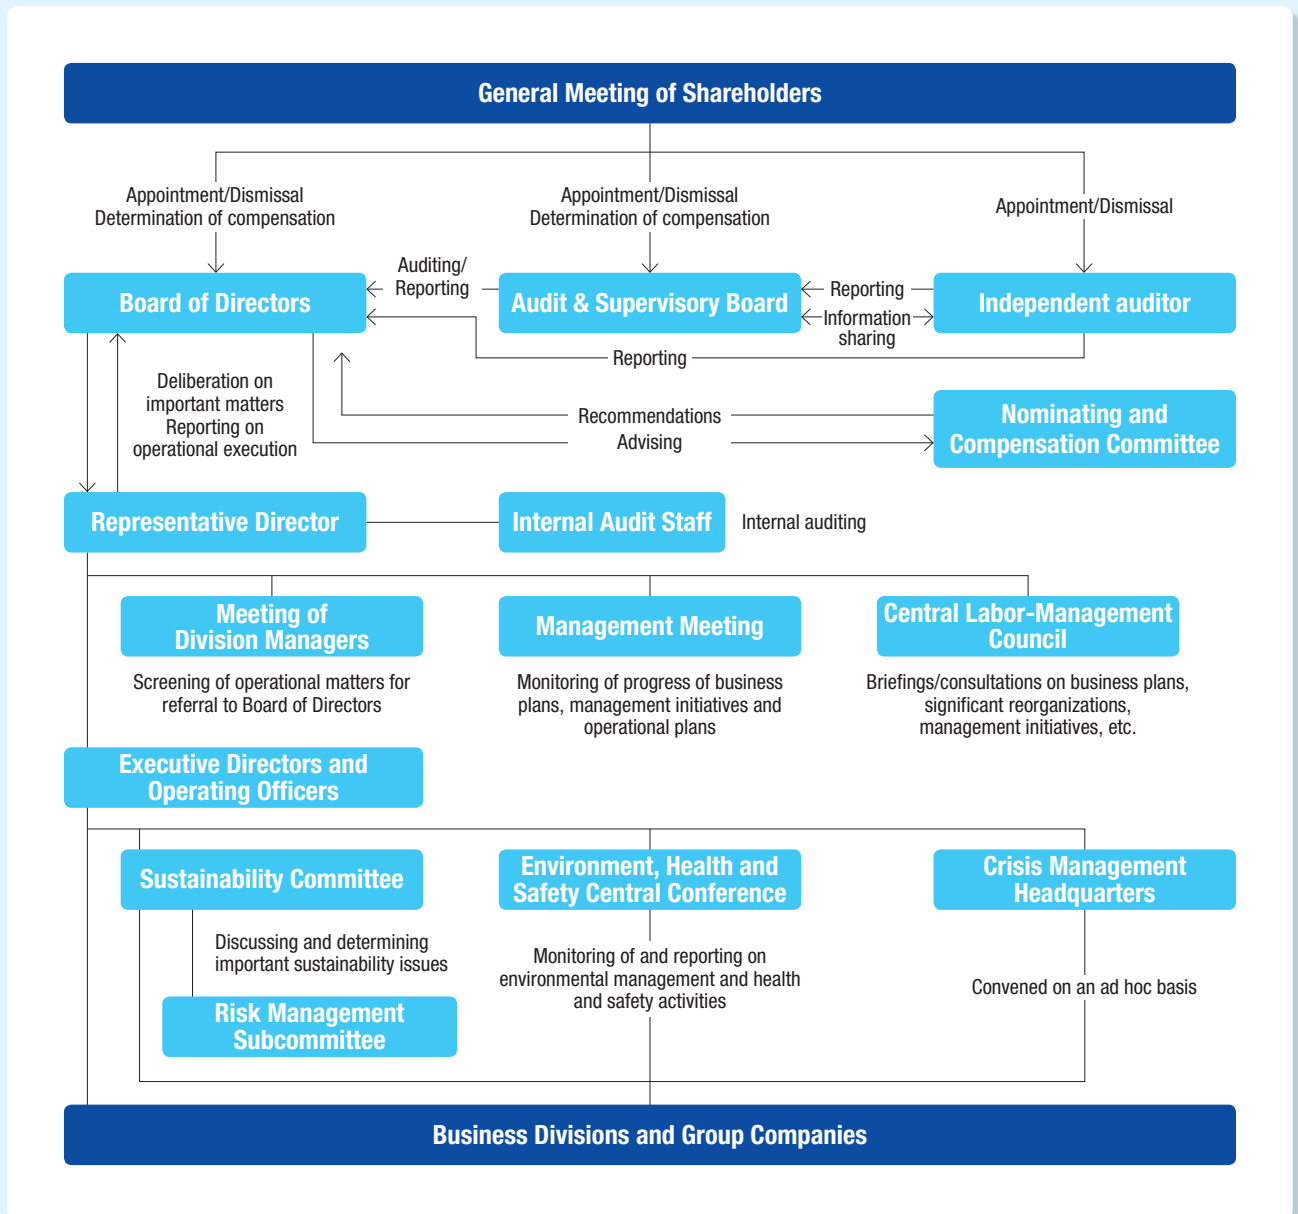 General Meeting of Shareholders
Appointment/Dismissal
Determination of compensation
Appointment/Dismissal
Determination of compensation
Appointment/Dismissal
Board of Directors
Auditing/
Reporting
Audit & Supervisory Board
Reporting
Information
sharing
Independent auditor
Reporting
Deliberation on
important matters
Reporting on
operational execution
Recommendations
Advising
Nominating and
Compensation Committee
Representative Director
Internal Audit Staff
Internal auditing
Meeting of
Division Managers
Screening of operational matters for
referral to Board of Directors
Management Meeting
Monitoring of progress of business
plans, management initiatives and
operational plans
Central Labor-Management
Council
Briefings/consultations on business plans,
significant reorganizations,
management initiatives, etc.
Executive Directors and
Operating Officers
Sustainability Committee
Discussing and determining
important sustainability issues
Risk Management
Subcommittee
Environment, Health and
Safety Central Conference
Monitoring of and reporting on
environmental management and health
and safety activities
Crisis Management
Headquarters
Convened on an ad hoc basis
Business Divisions and Group Companies